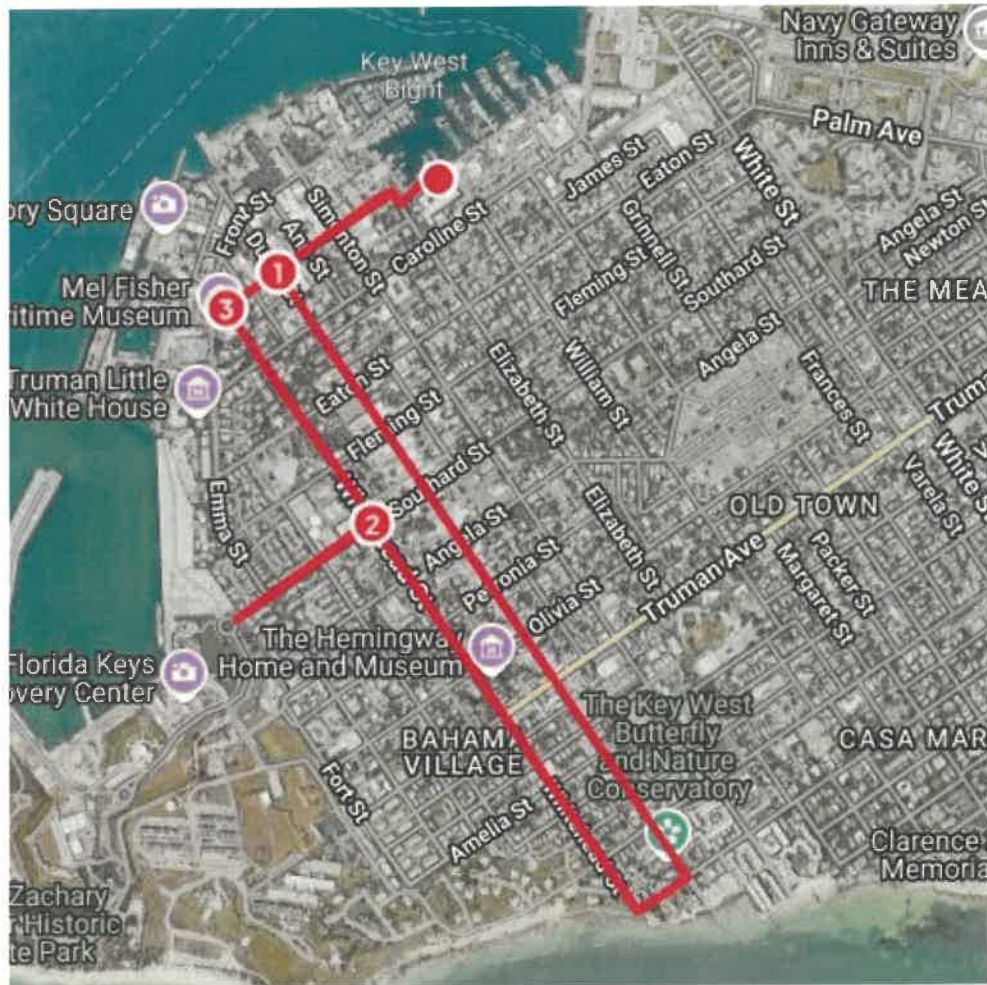 Navy Gateway
Inns & Suites
Key West
Bight
Palm Ave
James St
Eaton St
White St
ory Square
Front St
Simonton St
Caroline St
Grinnell St
Angela St
Newton St
Fleming St
Southard St
1
Mel Fisher
ritime Museum
3
THE MEA
Truman Little
White House
Eaton St
Elizabeth St
William St
Angela St
Frances St
Fleming St
Emma St
Southard St
White S
Varela St
2
OLD TOWN
Angela St
Elizabeth St
Petronia St
Truman Ave
Packer St
Margaret St
Olivia St
The Hemingway
Home and Museum
Florida Keys
overy Center
The Key West
Butterfly
and Nature
Conservatory
BAHAMA
VILLAGE
CASA MAR
Fort St
Amelia St
Clarence
Memoria
Zachary
r Historic
te Park